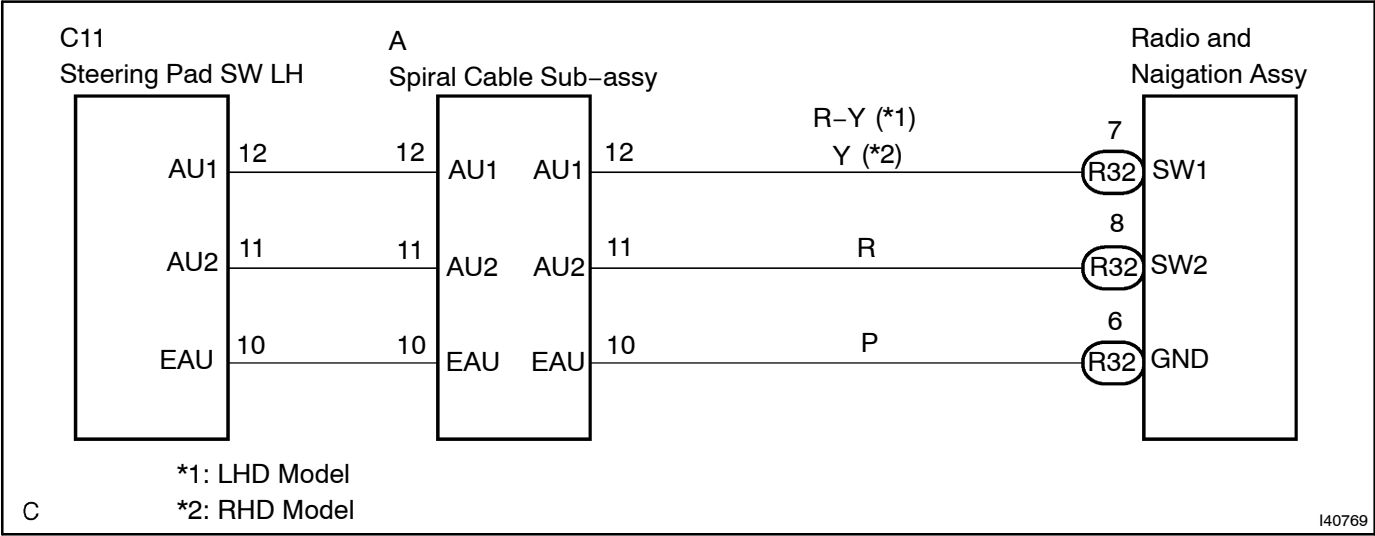 C11
Steering Pad SW LH
A
Spiral Cable Sub−assy
Radio and
Naigation Assy
R−Y (*1)
Y (*2)
7
AU1 12 12 AU1 AU1 12 R32 SW1
8
AU2 11 11 AU2 AU2 11 R R32 SW2
6
EAU 10 10 EAU EAU 10 P R32 GND
*1: LHD Model
*2: RHD Model
C
I40769